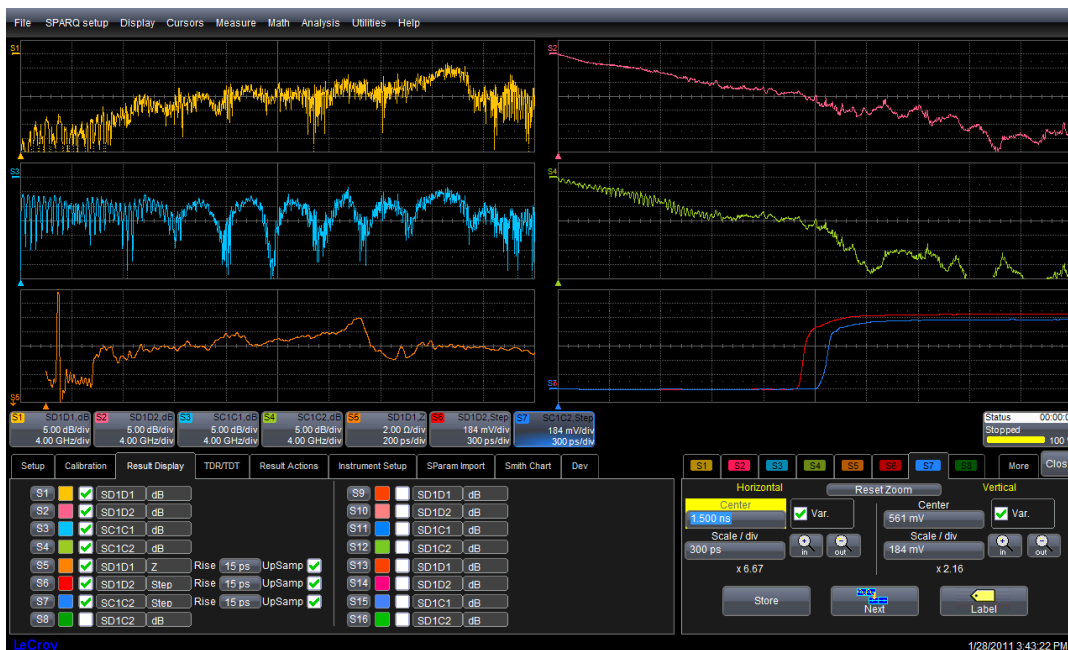 File SPARQ setup Display Cursors Measure Math Analysis Utilities Help
S1 S2
S3 S4
S5
S1 SD1D1,dB S2 SD1D2,dB S3 SC1C1,dB S4 SC1C2,dB S5 SD1D1,Z S6 SD1D2,Step S7 SC1C2,Step Status 00:00:0
5.00 dB/div 5.00 dB/div 5.00 dB/div 5.00 dB/div 2.00 Ω/div 184 mV/div 184 mV/div Stopped
4.00 GHz/div 4.00 GHz/div 4.00 GHz/div 4.00 GHz/div 200 ps/div 300 ps/div 300 ps/div 100
Setup Calibration Result Display TDR/TDT Result Actions Instrument Setup SParam Import Smith Chart Dev
S1 S2 S3 S4 S5 S6 S7 S8 More Clos
S1 SD1D1 dB S9 SD1D1 dB
S2 SD1D2 dB S10 SD1D2 dB
S3 SC1C1 dB S11 SD1C1 dB
S4 SC1C2 dB S12 SD1C2 dB
S5 SD1D1 Z Rise 15 ps UpSamp S13 SD1D1 dB
S6 SD1D2 Step Rise 15 ps UpSamp S14 SD1D2 dB
S7 SC1C2 Step Rise 15 ps UpSamp S15 SD1C1 dB
S8 SD1C2 dB S16 SD1C2 dB
Horizontal Reset Zoom Vertical
Center Var. Center Var.
1.500 ns 561 mV
Scale / div in out Scale / div in out
300 ps 184 mV
x 6.67 x 2.16
Store Next Label
LeCroy 1/28/2011 3:43:22 PM